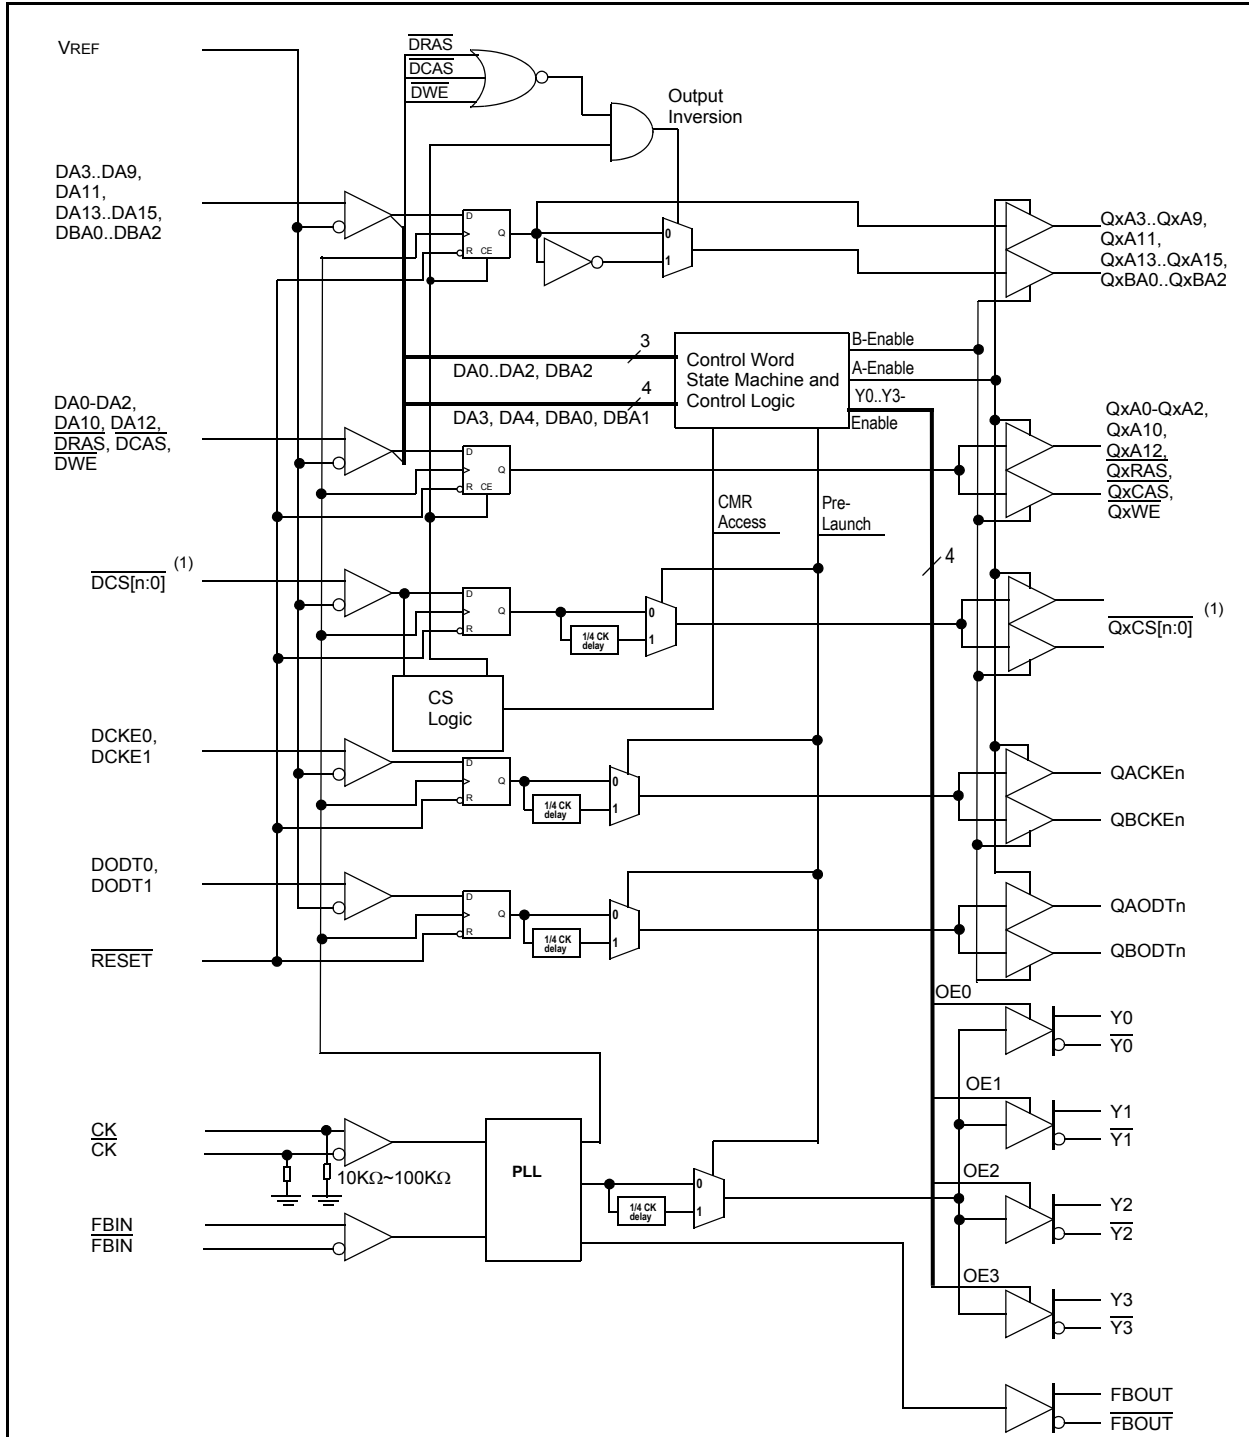 VREF
DRAS
DCAS
DWE
Output
Inversion
DA3..DA9,
DA11,
DA13..DA15,
DBA0..DBA2
D
Q
R CE
0
1
QxA3..QxA9,
QxA11,
QxA13..QxA15,
QxBA0..QxBA2
3
DA0..DA2, DBA2
4
DA3, DA4, DBA0, DBA1
Control Word
State Machine and
Control Logic
B-Enable
A-Enable
Y0..Y3-
Enable
DA0-DA2,
DA10, DA12,
DRAS, DCAS,
DWE
D
Q
R CE
QxA0-QxA2,
QxA10,
QxA12,
QxRAS,
QxCAS,
QxWE
CMR
Access
Pre-
Launch
4
DCS[n:0] (1)
D
Q
R
0
1
1/4 CK
delay
QxCS[n:0] (1)
CS
Logic
DCKE0,
DCKE1
D
Q
R
0
1
1/4 CK
delay
QACKEn
QBCKEn
DODT0,
DODT1
D
Q
R
0
1
1/4 CK
delay
QAODTn
QBODTn
RESET
OE0
Y0
Y0
OE1
Y1
Y1
CK
CK
10KΩ~100KΩ
PLL
0
1
1/4 CK
delay
OE2
Y2
Y2
FBIN
FBIN
OE3
Y3
Y3
FBOUT
FBOUT